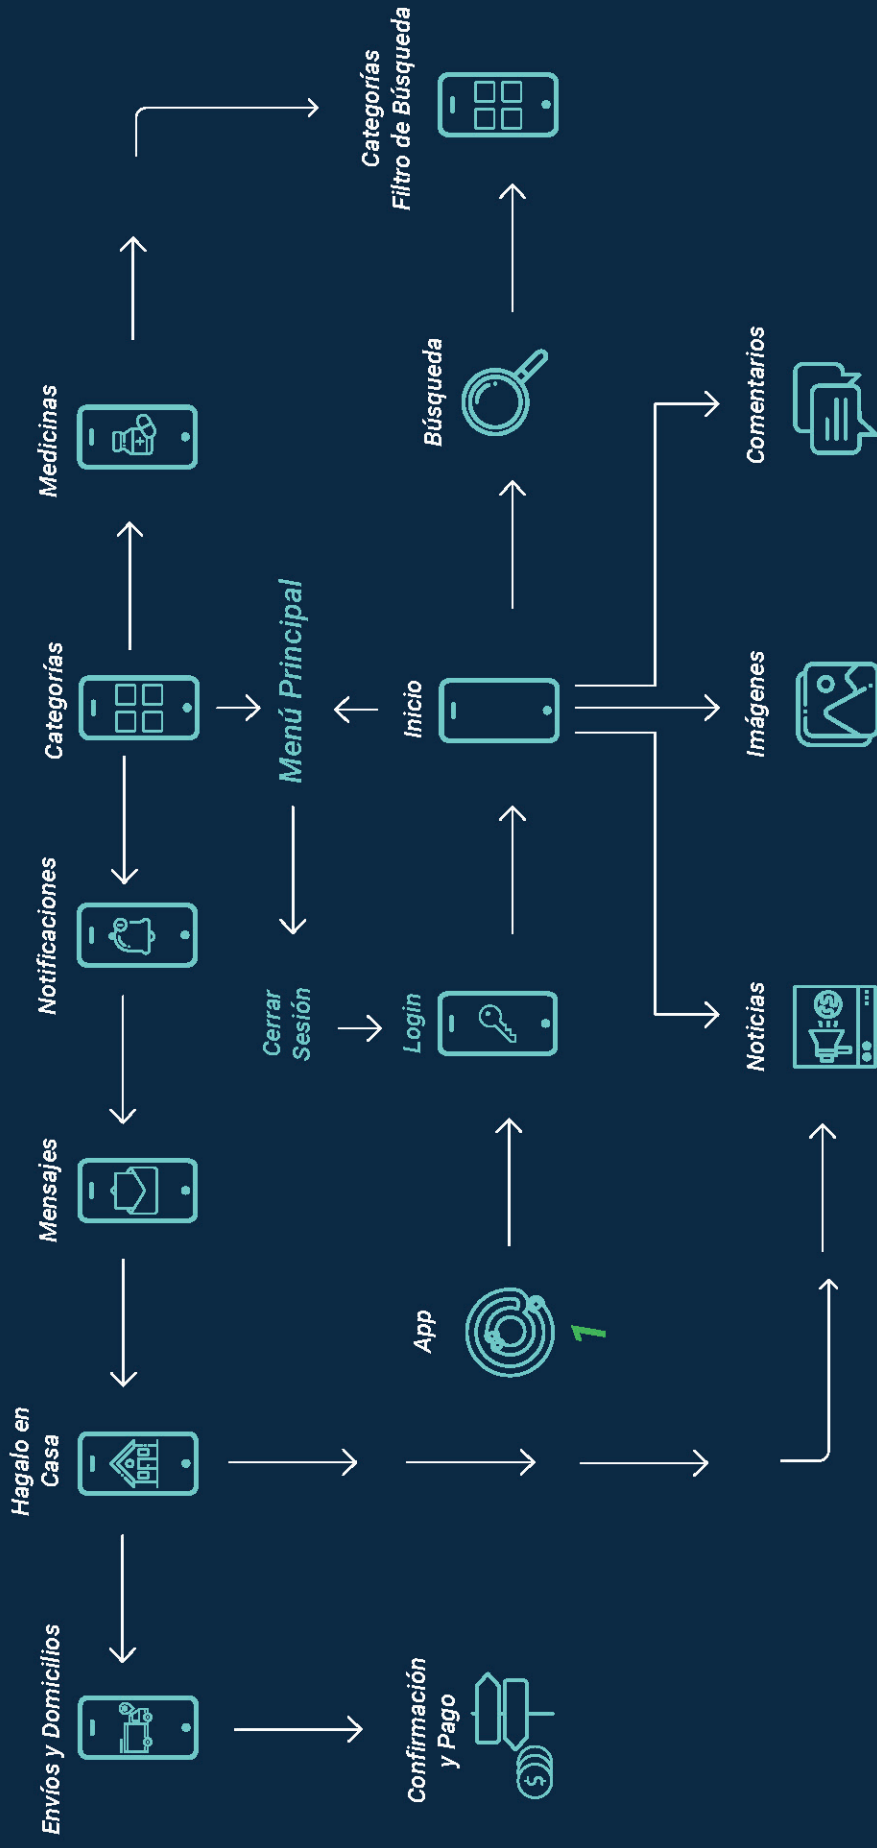 Envíos y Domicilios
Hagalo en
Casa
Mensajes
Notificaciones
Categorías
Medicinas
Cerrar
Sesión
Menú Principal
Confirmación
y Pago
App
Login
Inicio
Búsqueda
Categorías
Filtro de Búsqueda
$
1
Noticias
Imágenes
Comentarios